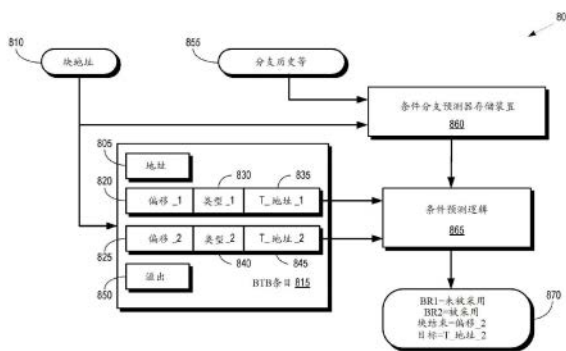 80
810
855
块地址
分支历史等
条件分支预测器存储装置
860
805
地址
820
830
835
偏移_1
类型_1
T_地址_1
条件预测逻辑
865
825
偏移_2
类型_2
T_地址_2
840
845
850
溢出
BTB条目 815
BR1=未被采用
BR2=被采用
块结束=偏移_2
目标=T_地址_2
870